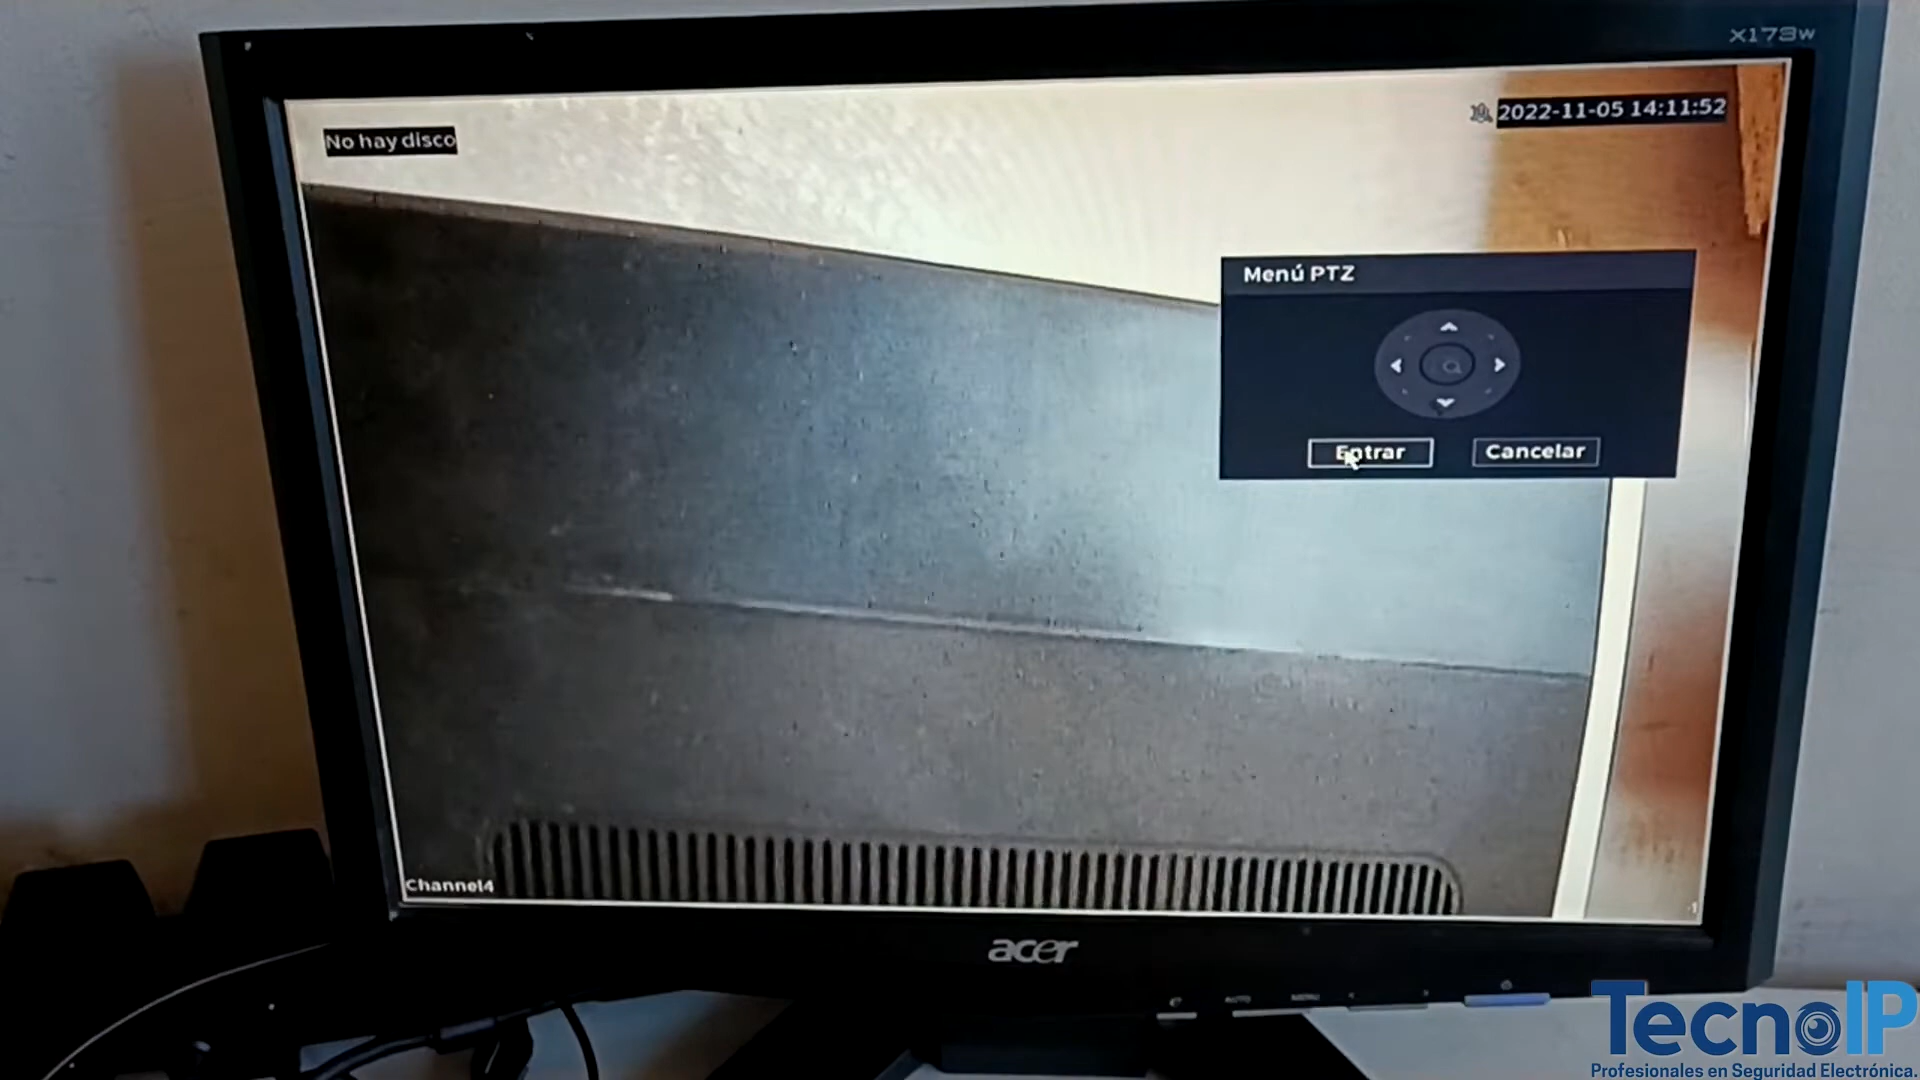 X173w
No hay disco
2022-11-05 14:11:52
Menú PTZ
Entrar
Cancelar
Channel4
acer
AUTO
MENU
TecnoIP
Profesionales en Seguridad Electrónica.